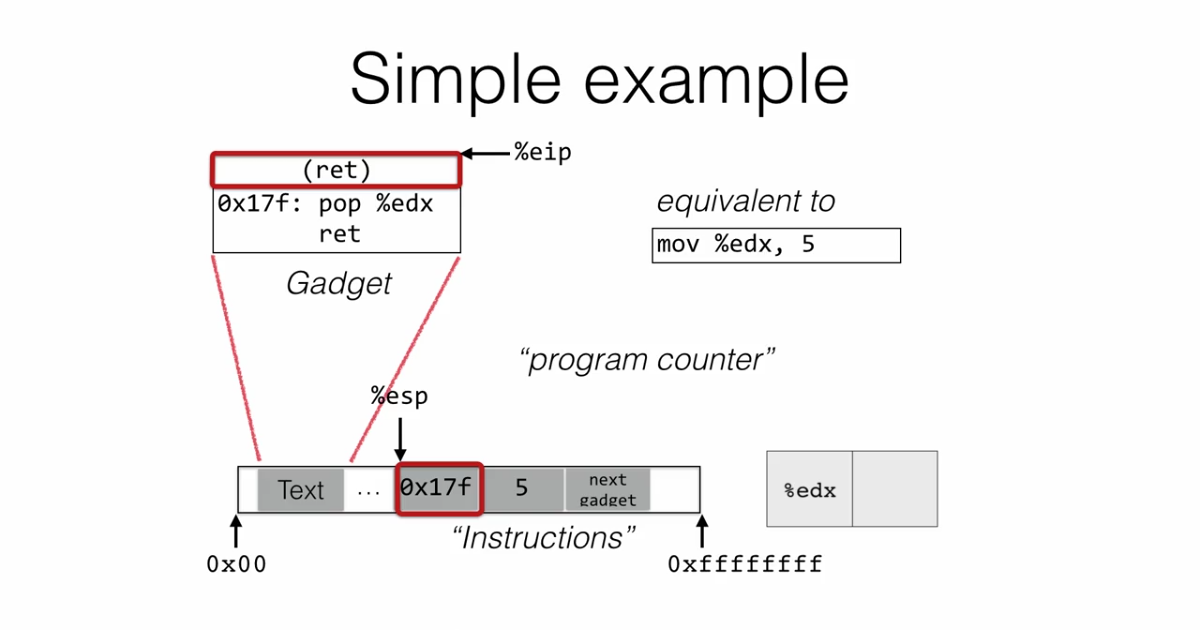 Simple example
(ret)
%eip
0x17f: pop %edx
ret
Gadget
equivalent to
mov %edx, 5
“program counter”
%esp
Text
...
0x17f
5
next
gadget
%edx
“Instructions”
0x00
0xffffffff